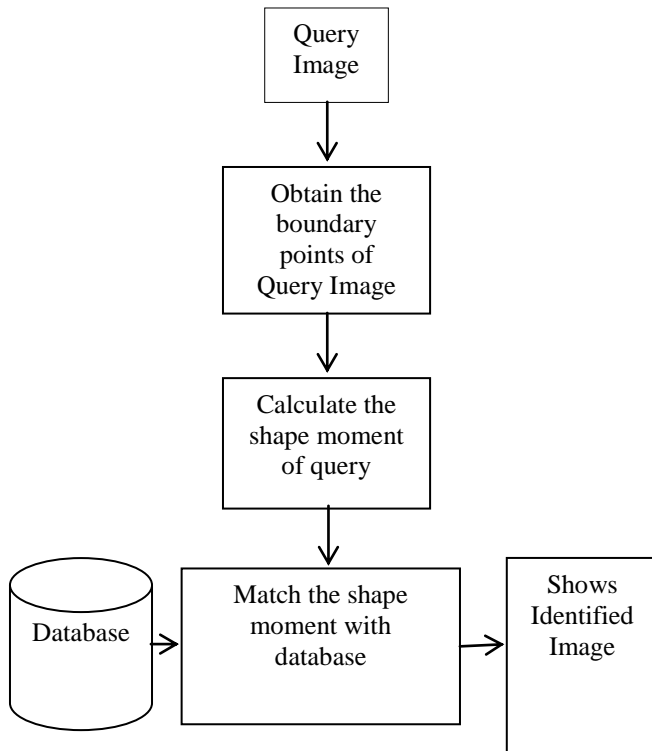 Query
Image
Obtain the
boundary
points of
Query Image
Calculate the
shape moment
of query
Database
Match the shape
moment with
database
Shows
Identified
Image